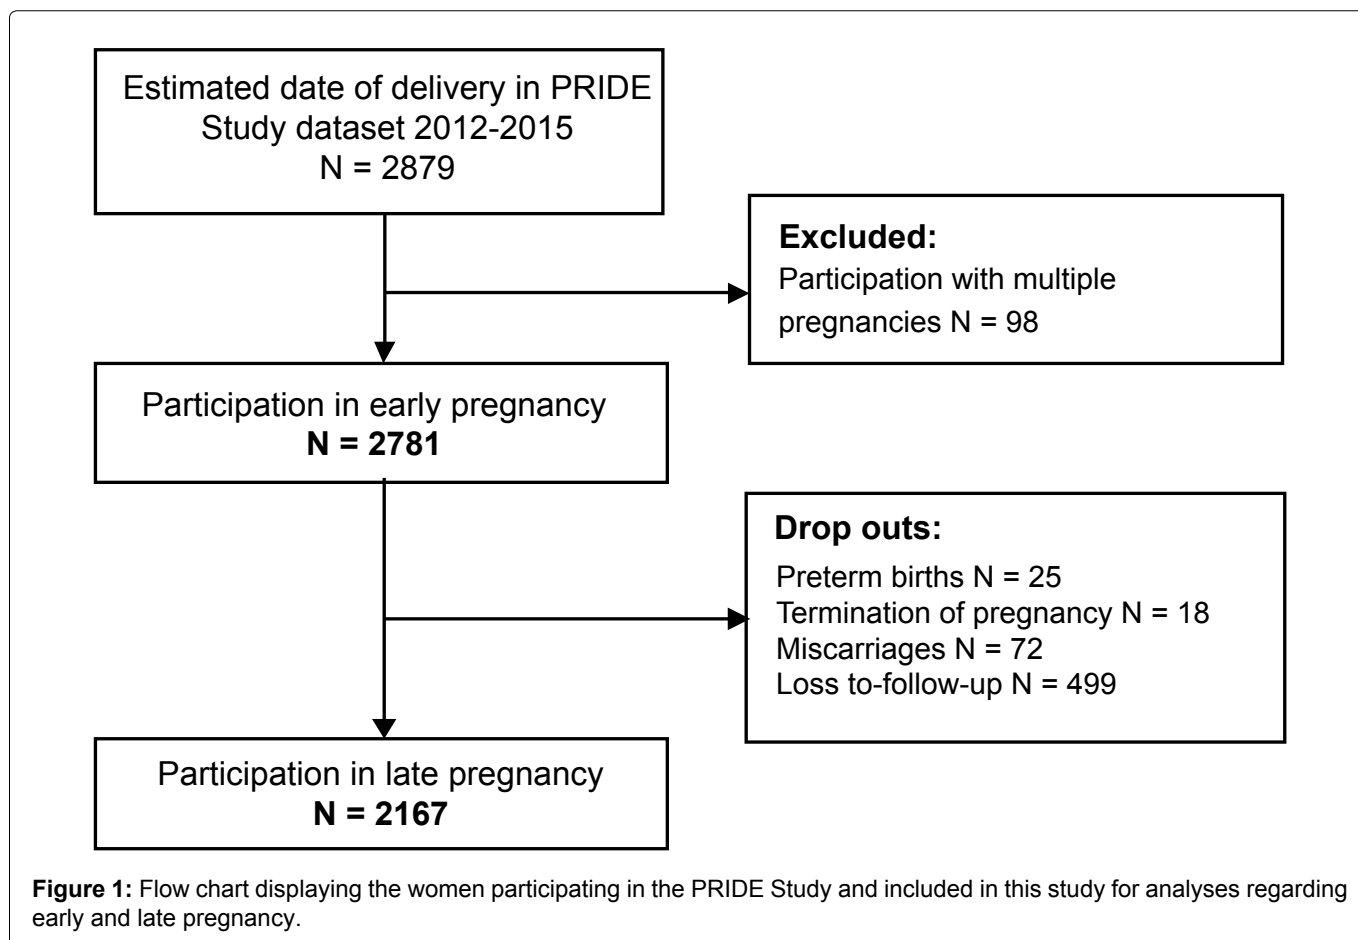 Estimated date of delivery in PRIDE
Study dataset 2012-2015
N = 2879
Excluded:
Participation with multiple
pregnancies N = 98
Participation in early pregnancy
N = 2781
Drop outs:
Preterm births N = 25
Termination of pregnancy N = 18
Miscarriages N = 72
Loss to-follow-up N = 499
Participation in late pregnancy
N = 2167
Figure 1: Flow chart displaying the women participating in the PRIDE Study and included in this study for analyses regarding
early and late pregnancy.